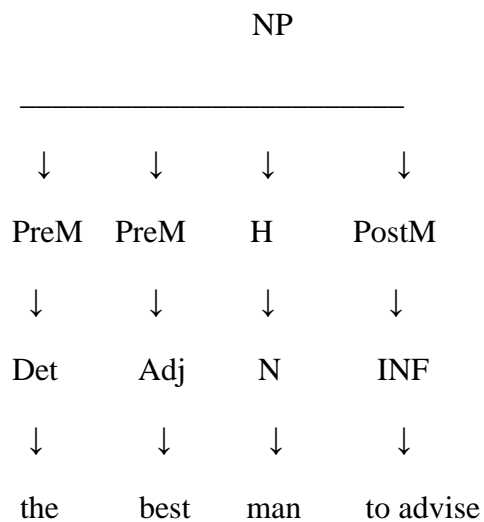 NP
↓ ↓ ↓ ↓
PreM PreM H PostM
↓ ↓ ↓ ↓
Det Adj N INF
↓ ↓ ↓ ↓
the best man to advise